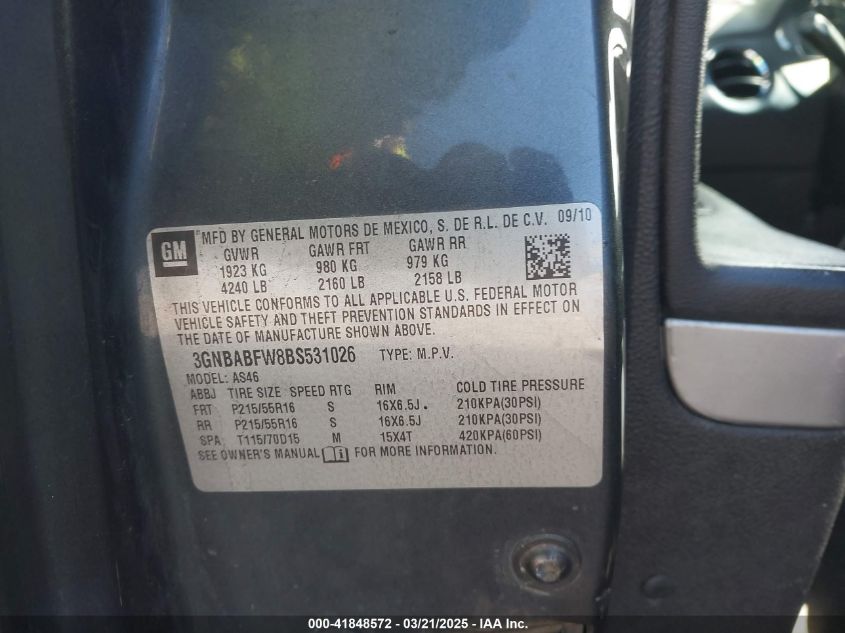 GM
MFD BY GENERAL MOTORS DE MEXICO, S. DE R.L. DE C.V. 09/10
GVWR GAWR FRT GAWR RR
1923 KG 980 KG 979 KG
4240 LB 2160 LB 2158 LB
THIS VEHICLE CONFORMS TO ALL APPLICABLE U.S. FEDERAL MOTOR
VEHICLE SAFETY AND THEFT PREVENTION STANDARDS IN EFFECT ON
THE DATE OF MANUFACTURE SHOWN ABOVE.
3GNBABFW8BS531026 TYPE: M.P.V.
MODEL: AS46
ABBJ TIRE SIZE SPEED RTG RIM COLD TIRE PRESSURE
FRT P215/55R16 S 16X6.5J 210KPA(30PSI)
RR P215/55R16 S 16X6.5J 210KPA(30PSI)
SPA T115/70D15 M 15X4T 420KPA(60PSI)
SEE OWNER'S MANUAL i FOR MORE INFORMATION.
000-41848572 / 03/21/2025 - IAA Inc.